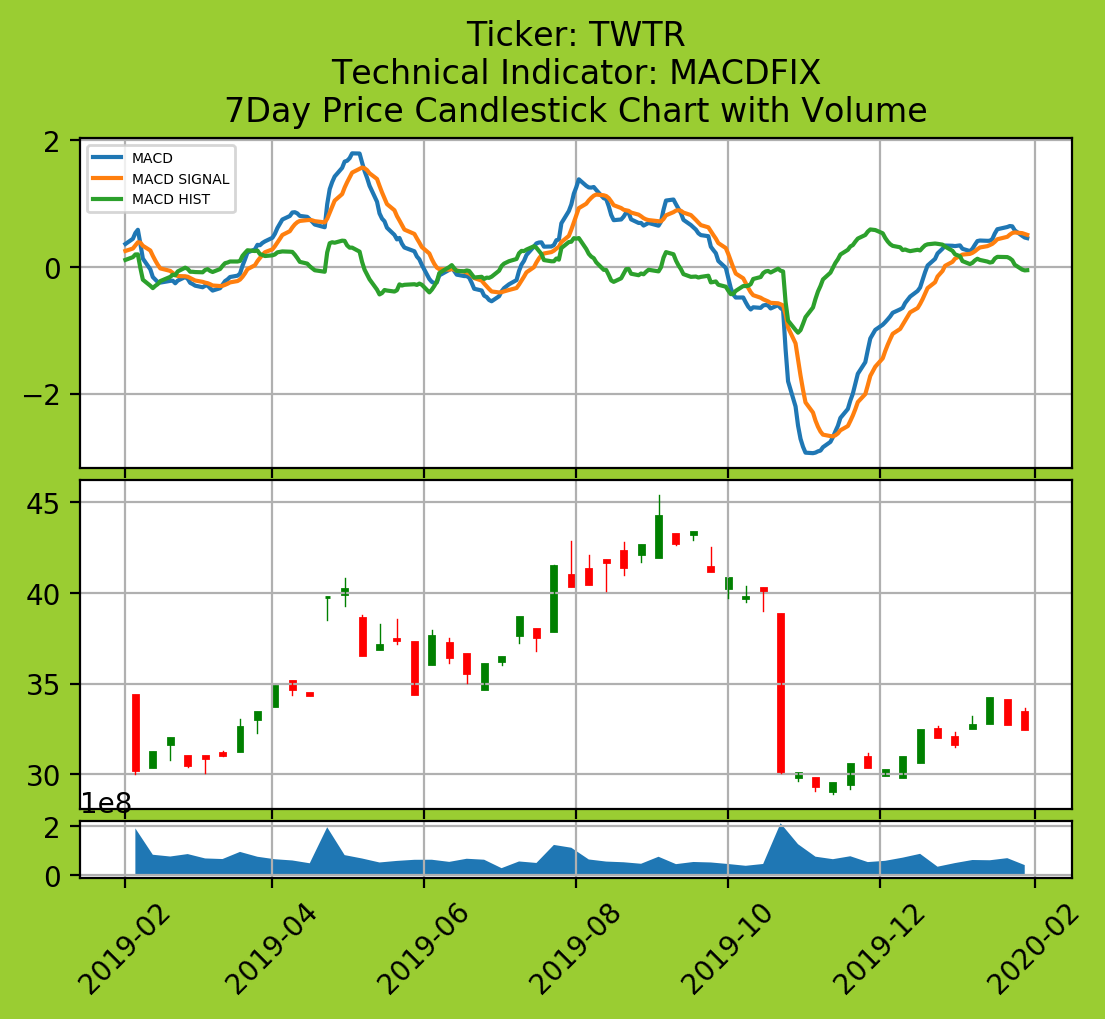 Ticker: TWTR
Technical Indicator: MACDFIX
7Day Price Candlestick Chart with Volume
MACD
MACD SIGNAL
MACD HIST
2
0
−2
45
40
35
30
1e8
2
0
2019-02
2019-04
2019-06
2019-08
2019-10
2019-12
2020-02